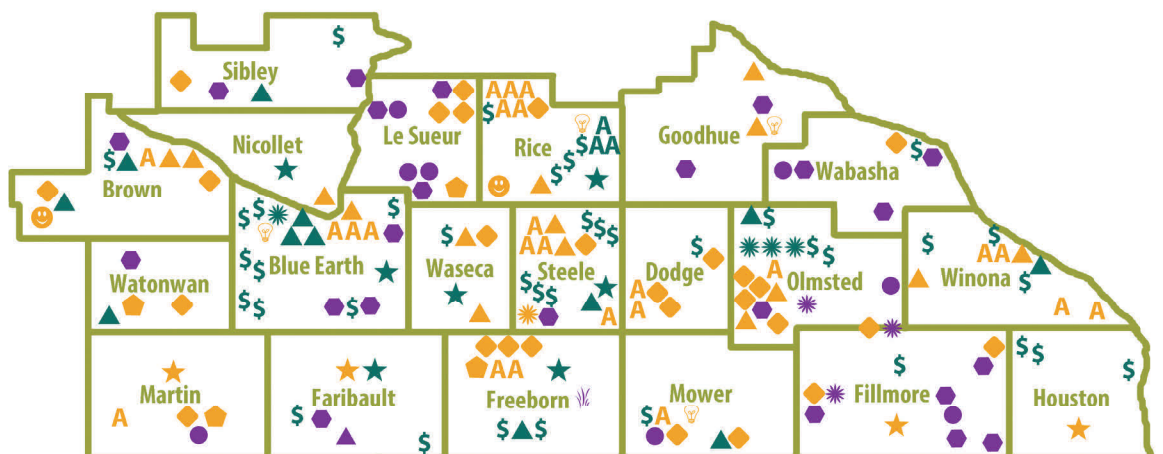 Sibley
Nicollet
Le Sueur
Rice
Goodhue
Wabasha
Brown
Watonwan
Blue Earth
Waseca
Steele
Dodge
Olmsted
Winona
Martin
Faribault
Freeborn
Mower
Fillmore
Houston